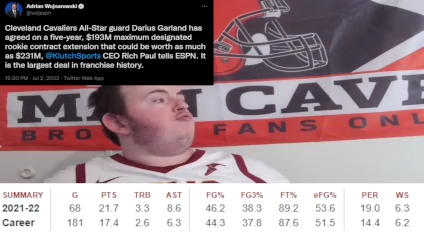 Adrian Wojnarowski
@wojespn
Cleveland Cavaliers All-Star guard Darius Garland has
agreed on a five-year, $193M maximum designated
rookie contract extension that could be worth as much
as $231M, @KlutchSports CEO Rich Paul tells ESPN. It
is the largest deal in franchise history.
12:00 PM · Jul 2, 2022 · Twitter Web App
MAN CAVE
BROWNS FANS ONLY
SUMMARY G PTS TRB AST FG% FG3% FT% eFG% PER WS
2021-22 68 21.7 3.3 8.6 46.2 38.3 89.2 53.6 19.0 6.3
Career 181 17.4 2.6 6.3 44.3 37.8 87.6 51.5 14.4 6.2